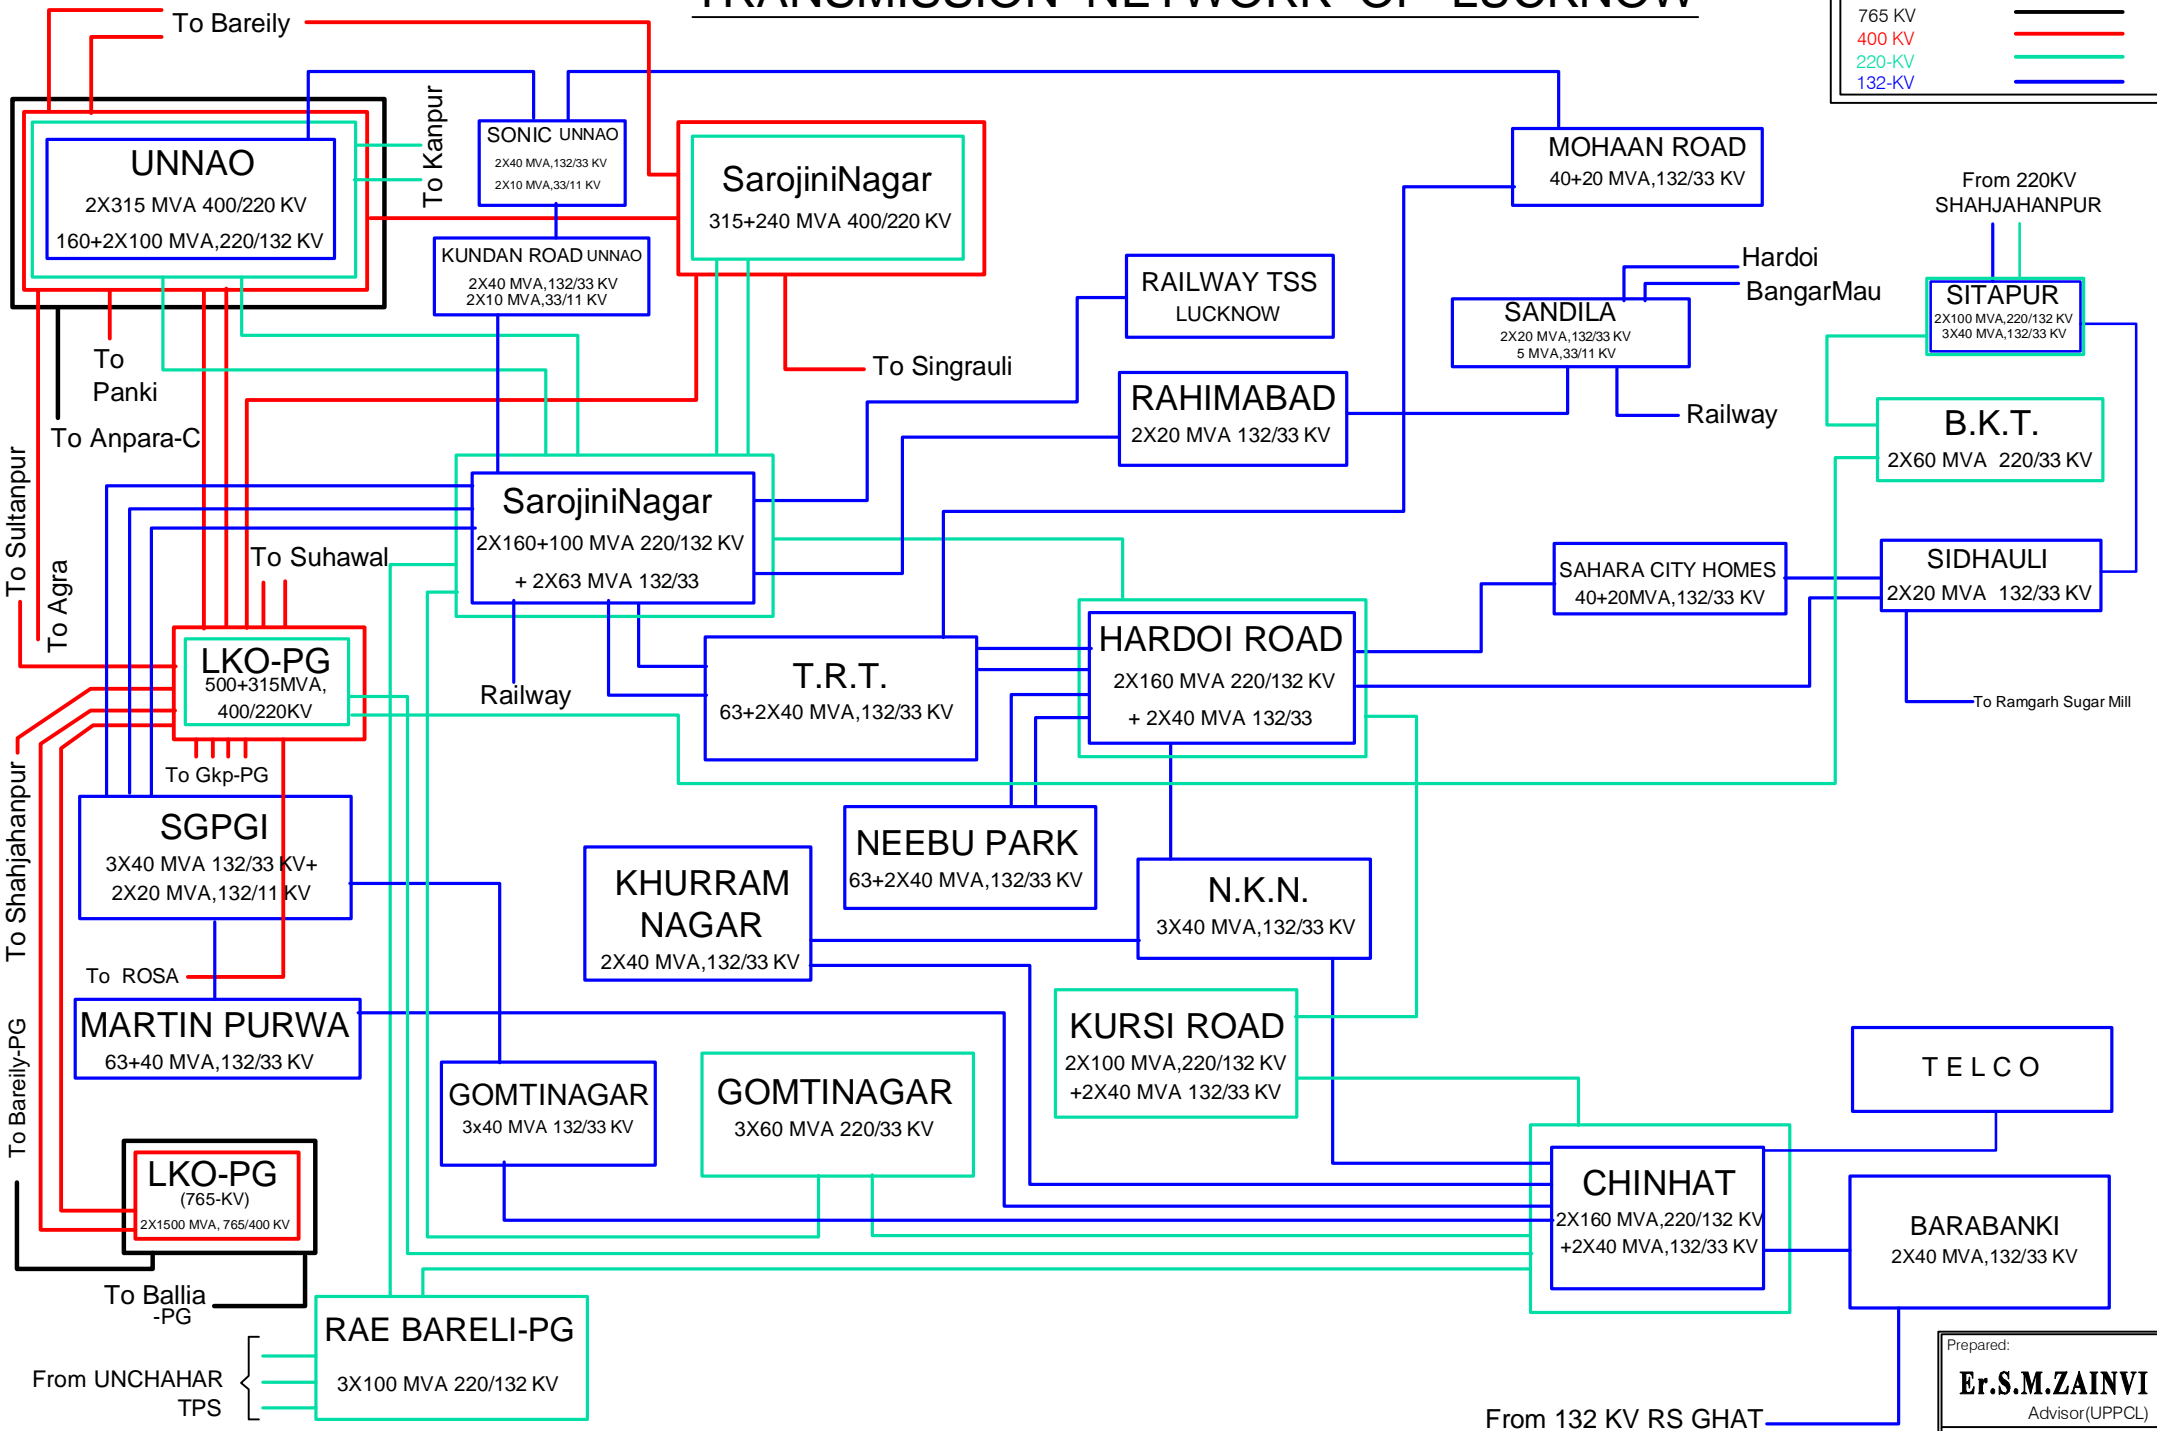 TRANSMISSION NETWORK OF LUCKNOW
765 KV
400 KV
220-KV
132-KV
To Bareily
To Kanpur
UNNAO
2X315 MVA 400/220 KV
160+2X100 MVA,220/132 KV
SONIC UNNAO
2X40 MVA,132/33 KV
2X10 MVA,33/11 KV
SarojiniNagar
315+240 MVA 400/220 KV
MOHAAN ROAD
40+20 MVA,132/33 KV
From 220KV
SHAHJAHANPUR
KUNDAN ROAD UNNAO
2X40 MVA,132/33 KV
2X10 MVA,33/11 KV
RAILWAY TSS
LUCKNOW
Hardoi
BangarMau
SANDILA
2X20 MVA,132/33 KV
5 MVA,33/11 KV
SITAPUR
2X100 MVA,220/132 KV
3X40 MVA,132/33 KV
To
Panki
To Anpara-C
To Singrauli
RAHIMABAD
2X20 MVA 132/33 KV
Railway
B.K.T.
2X60 MVA 220/33 KV
To Sultanpur
To Agra
To Suhawal
SarojiniNagar
2X160+100 MVA 220/132 KV
+ 2X63 MVA 132/33
SAHARA CITY HOMES
40+20MVA,132/33 KV
SIDHAULI
2X20 MVA 132/33 KV
LKO-PG
500+315MVA,
400/220KV
Railway
T.R.T.
63+2X40 MVA,132/33 KV
HARDOI ROAD
2X160 MVA 220/132 KV
+ 2X40 MVA 132/33
To Ramgarh Sugar Mill
To Gkp-PG
To Shahjahanpur
SGPGI
3X40 MVA 132/33 KV+
2X20 MVA,132/11 KV
KHURRAM
NAGAR
2X40 MVA,132/33 KV
NEEBU PARK
63+2X40 MVA,132/33 KV
N.K.N.
3X40 MVA,132/33 KV
To ROSA
MARTIN PURWA
63+40 MVA,132/33 KV
To Bareily-PG
GOMTINAGAR
3x40 MVA 132/33 KV
GOMTINAGAR
3X60 MVA 220/33 KV
KURSI ROAD
2X100 MVA,220/132 KV
+2X40 MVA 132/33 KV
T E L C O
LKO-PG
(765-KV)
2X1500 MVA, 765/400 KV
CHINHAT
2X160 MVA,220/132 KV
+2X40 MVA,132/33 KV
BARABANKI
2X40 MVA,132/33 KV
To Ballia
-PG
RAE BARELI-PG
3X100 MVA 220/132 KV
From UNCHAHAR
TPS
From 132 KV RS GHAT
Prepared:
Er.S.M.ZAINVI
Advisor(UPPCL)